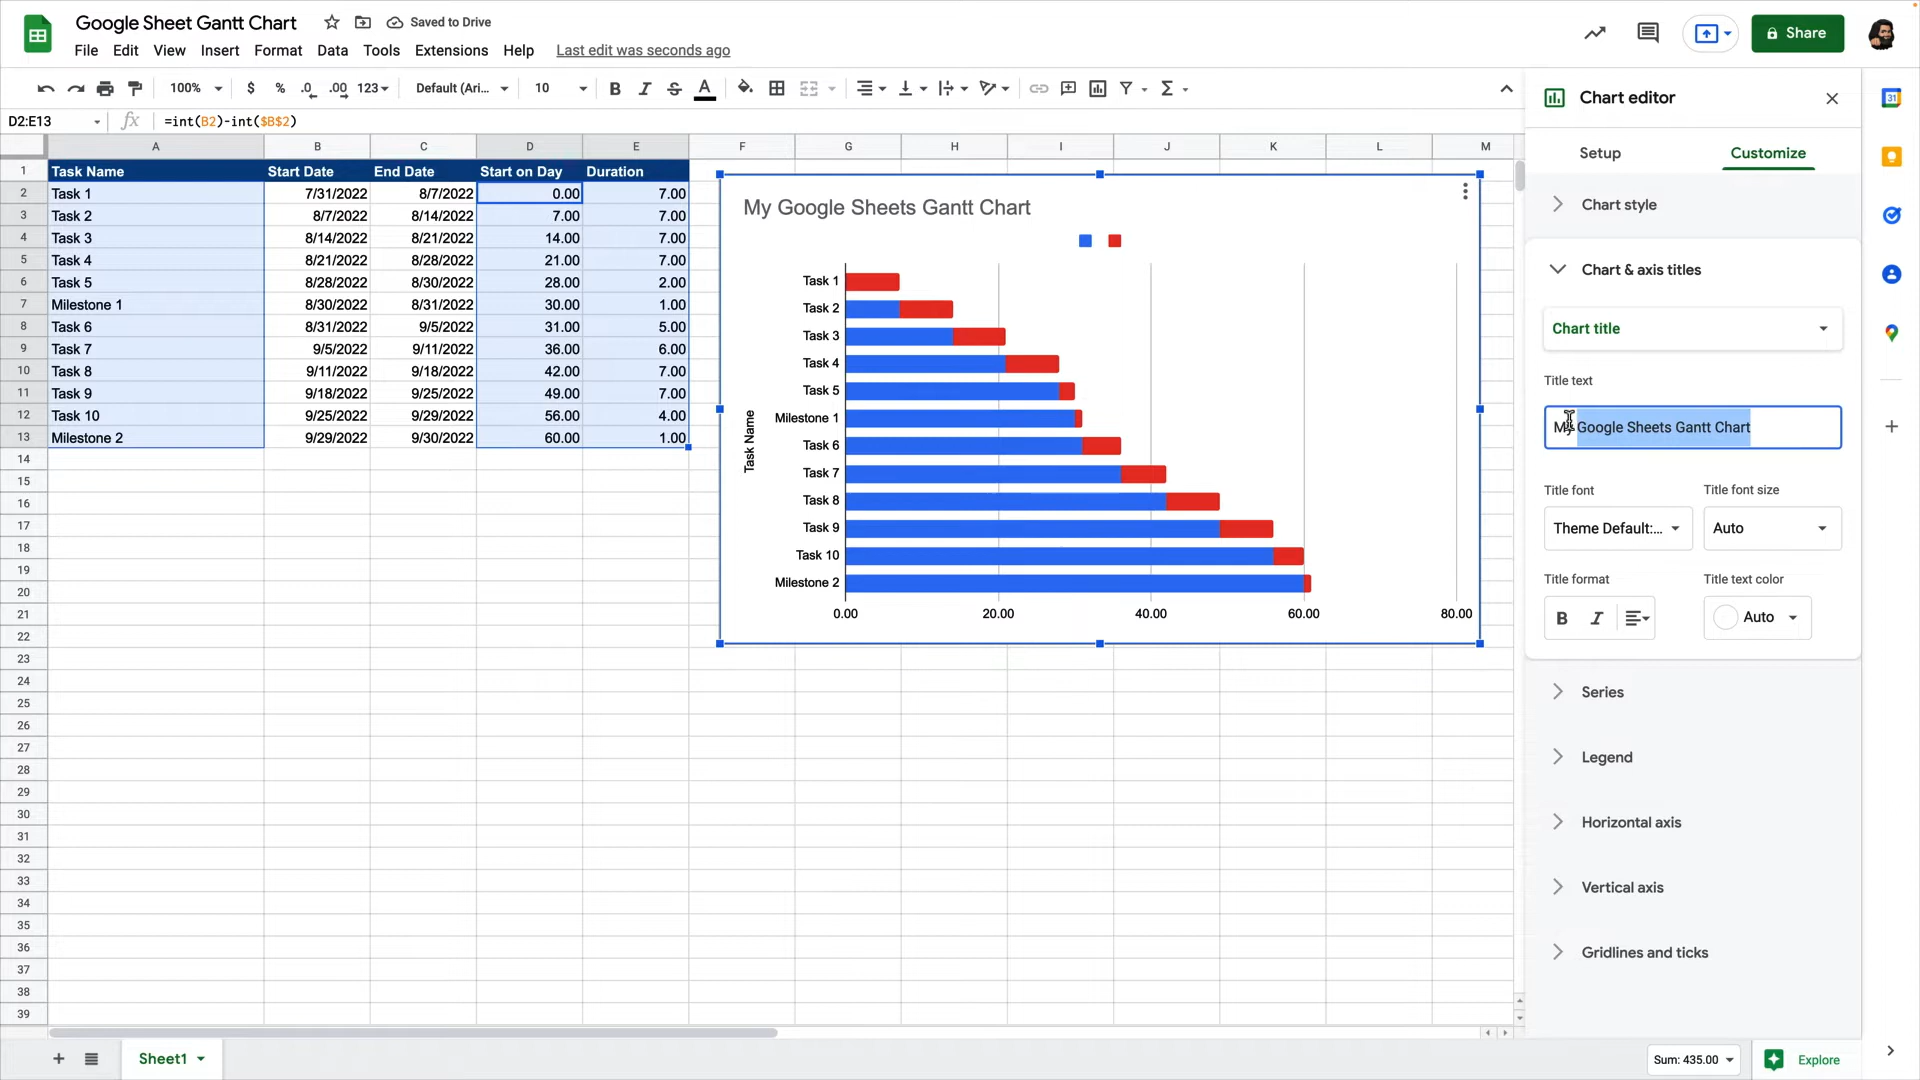 Google Sheet Gantt Chart
Saved to Drive
File Edit View Insert Format Data Tools Extensions Help Last edit was seconds ago
Share
100% $ % .0 .00 123 Default (Ari... 10 B I S A Σ
D2:E13 fx =int(B2)-int($B$2)
A B C D E F G H I J K L M
1 Task Name Start Date End Date Start on Day Duration
2 Task 1 7/31/2022 8/7/2022 0.00 7.00
3 Task 2 8/7/2022 8/14/2022 7.00 7.00
4 Task 3 8/14/2022 8/21/2022 14.00 7.00
5 Task 4 8/21/2022 8/28/2022 21.00 7.00
6 Task 5 8/28/2022 8/30/2022 28.00 2.00
7 Milestone 1 8/30/2022 8/31/2022 30.00 1.00
8 Task 6 8/31/2022 9/5/2022 31.00 5.00
9 Task 7 9/5/2022 9/11/2022 36.00 6.00
10 Task 8 9/11/2022 9/18/2022 42.00 7.00
11 Task 9 9/18/2022 9/25/2022 49.00 7.00
12 Task 10 9/25/2022 9/29/2022 56.00 4.00
13 Milestone 2 9/29/2022 9/30/2022 60.00 1.00
14
15
16
17
18
19
20
21
22
23
24
25
26
27
28
29
30
31
32
33
34
35
36
37
38
39
My Google Sheets Gantt Chart
Task Name
Task 1
Task 2
Task 3
Task 4
Task 5
Milestone 1
Task 6
Task 7
Task 8
Task 9
Task 10
Milestone 2
0.00 20.00 40.00 60.00 80.00
Chart editor
Setup Customize
Chart style
Chart & axis titles
Chart title
Title text
My Google Sheets Gantt Chart
Title font Title font size
Theme Default:... Auto
Title format Title text color
B I Auto
Series
Legend
Horizontal axis
Vertical axis
Gridlines and ticks
31
Sheet1
Sum: 435.00
Explore